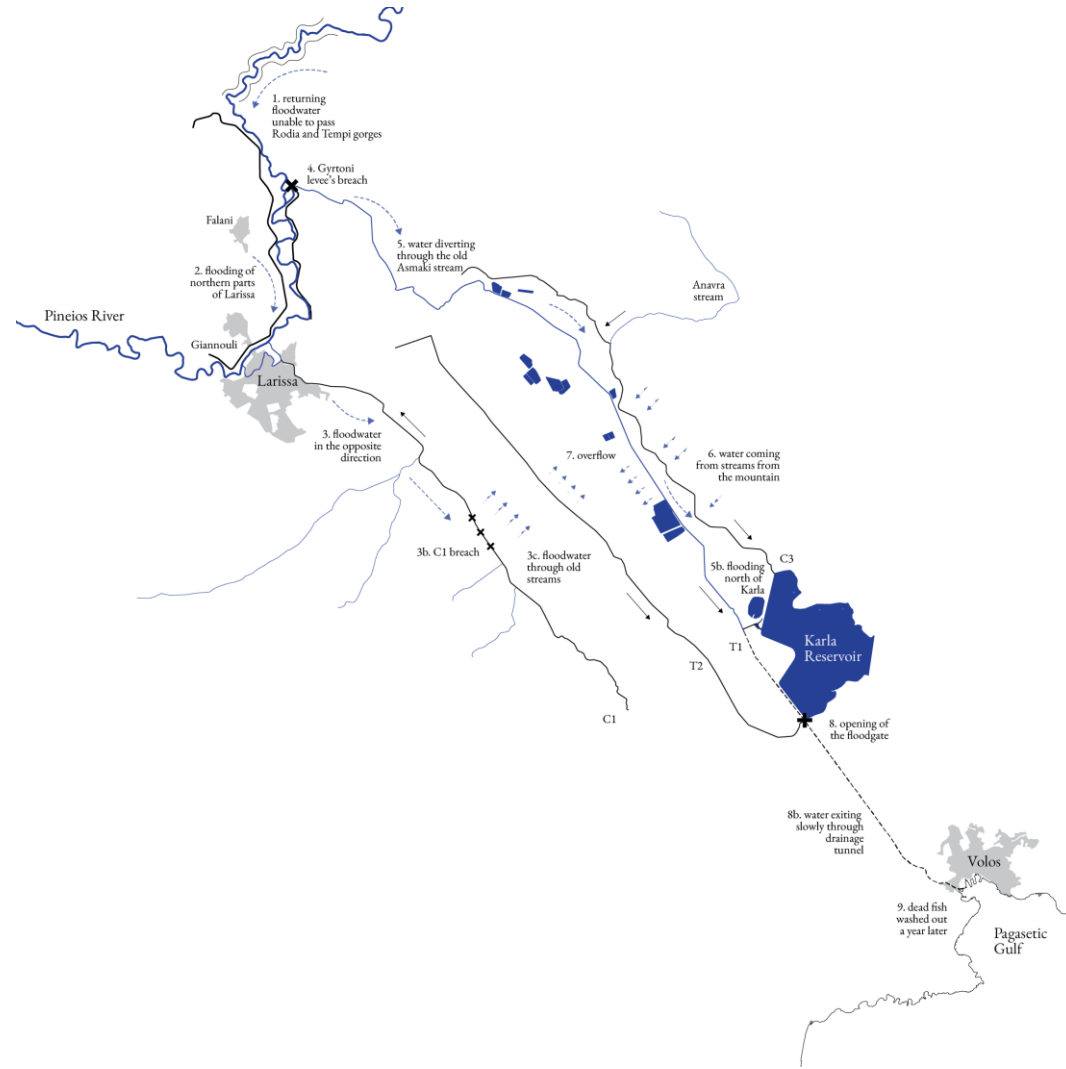 1. returning
floodwater
unable to pass
Rodia and Tempi gorges
4. Gyrtoni
levee's breach
Falani
5. water diverting
through the old
Asmaki stream
2. flooding of
northern parts
of Larissa
Anavra
stream
Pineios River
Giannouli
Larissa
3. floodwater
in the opposite
direction
7. overflow
6. water coming
from streams from
the mountain
3b. C1 breach
3c. floodwater
through old
streams
5b. flooding
north of
Karla
C3
Karla
Reservoir
T1
T2
C1
8. opening of
the floodgate
8b. water exiting
slowly through
drainage
tunnel
Volos
9. dead fish
washed out
a year later
Pagasetic
Gulf